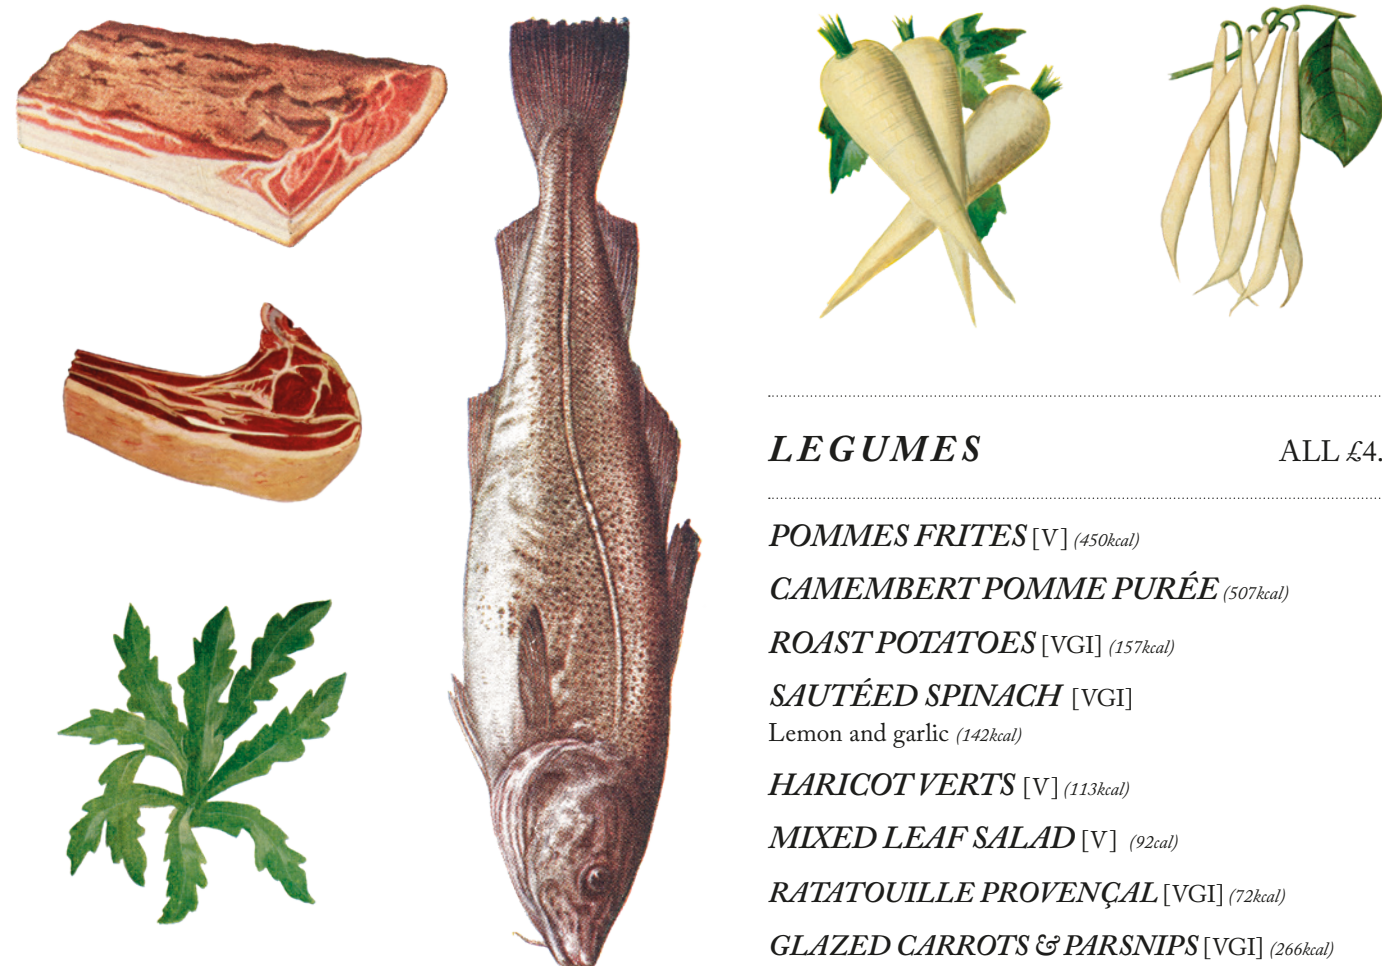 LEGUMES ALL £4.
POMMES FRITES [V] (450kcal)
CAMEMBERT POMME PURÉE (507kcal)
ROAST POTATOES [VGI] (157kcal)
SAUTÉED SPINACH [VGI]
Lemon and garlic (142kcal)
HARICOT VERTS [V] (113kcal)
MIXED LEAF SALAD [V] (92cal)
RATATOUILLE PROVENÇAL [VGI] (72kcal)
GLAZED CARROTS & PARSNIPS [VGI] (266kcal)